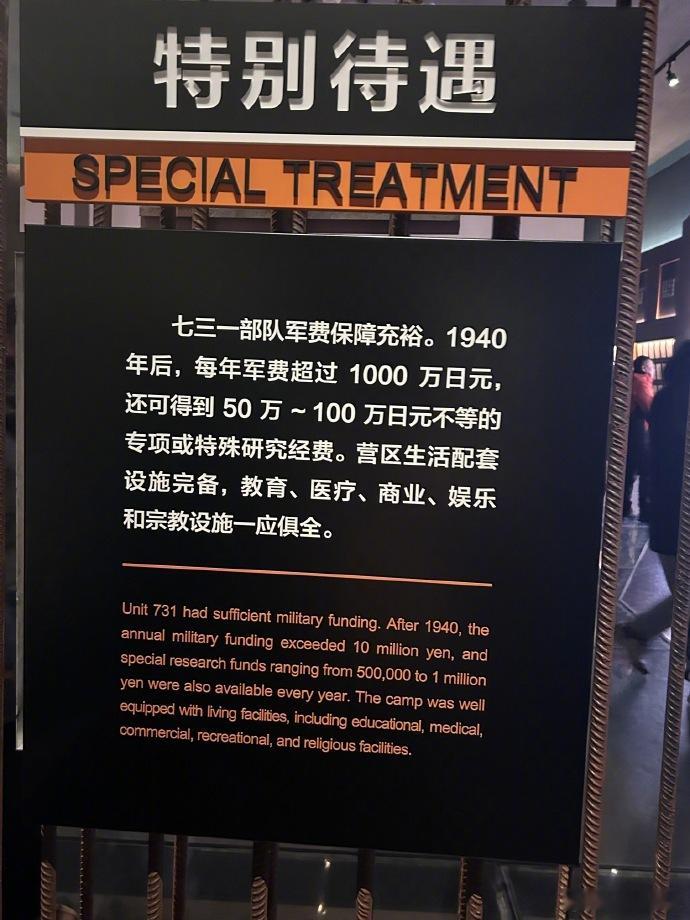 特别待遇
SPECIAL TREATMENT
七三一部队军费保障充裕。1940
年后，每年军费超过 1000 万日元，
还可得到 50 万 ~ 100 万日元不等的
专项或特殊研究经费。营区生活配套
设施完备，教育、医疗、商业、娱乐
和宗教设施一应俱全。
Unit 731 had sufficient military funding. After 1940, the
annual military funding exceeded 10 million yen, and
special research funds ranging from 500,000 to 1 million
yen were also available every year. The camp was well
equipped with living facilities, including educational, medical,
commercial, recreational, and religious facilities.